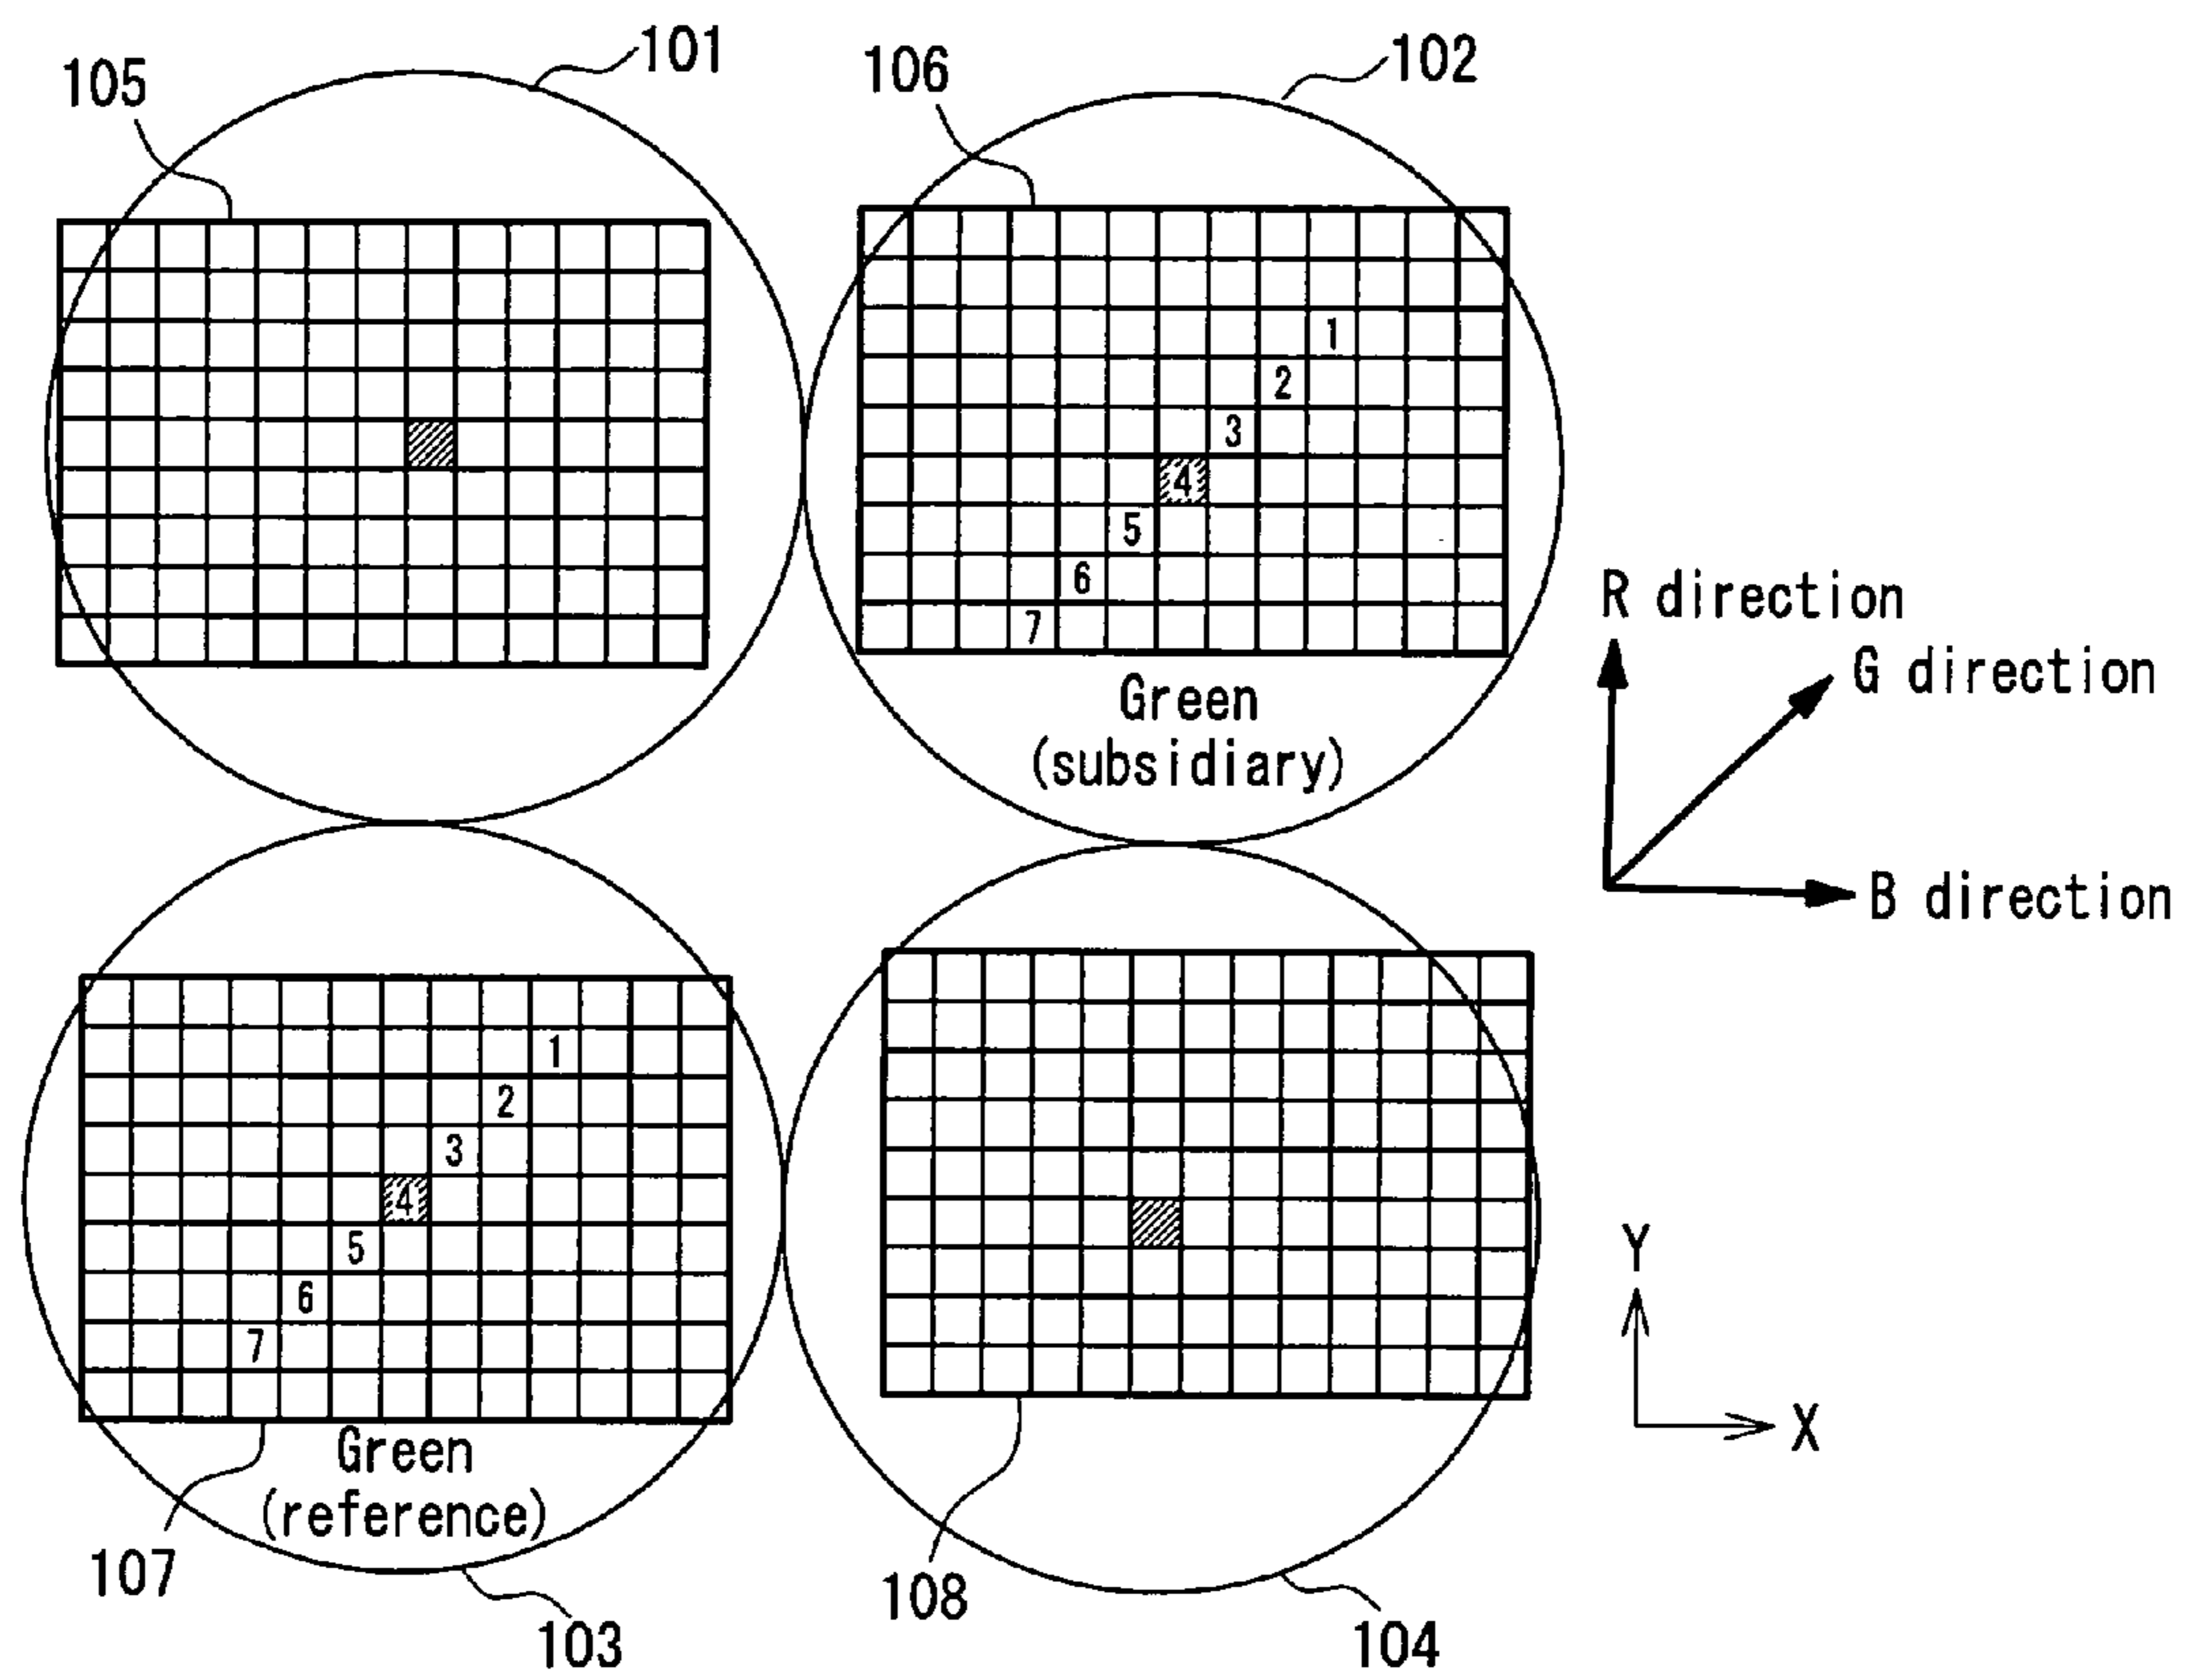 101
105
106
102
1
2
3
4
5
6
7
Green
(subsidiary)
R direction
G direction
B direction
1
2
3
4
5
6
7
Green
(reference)
107
103
108
104
Y
X